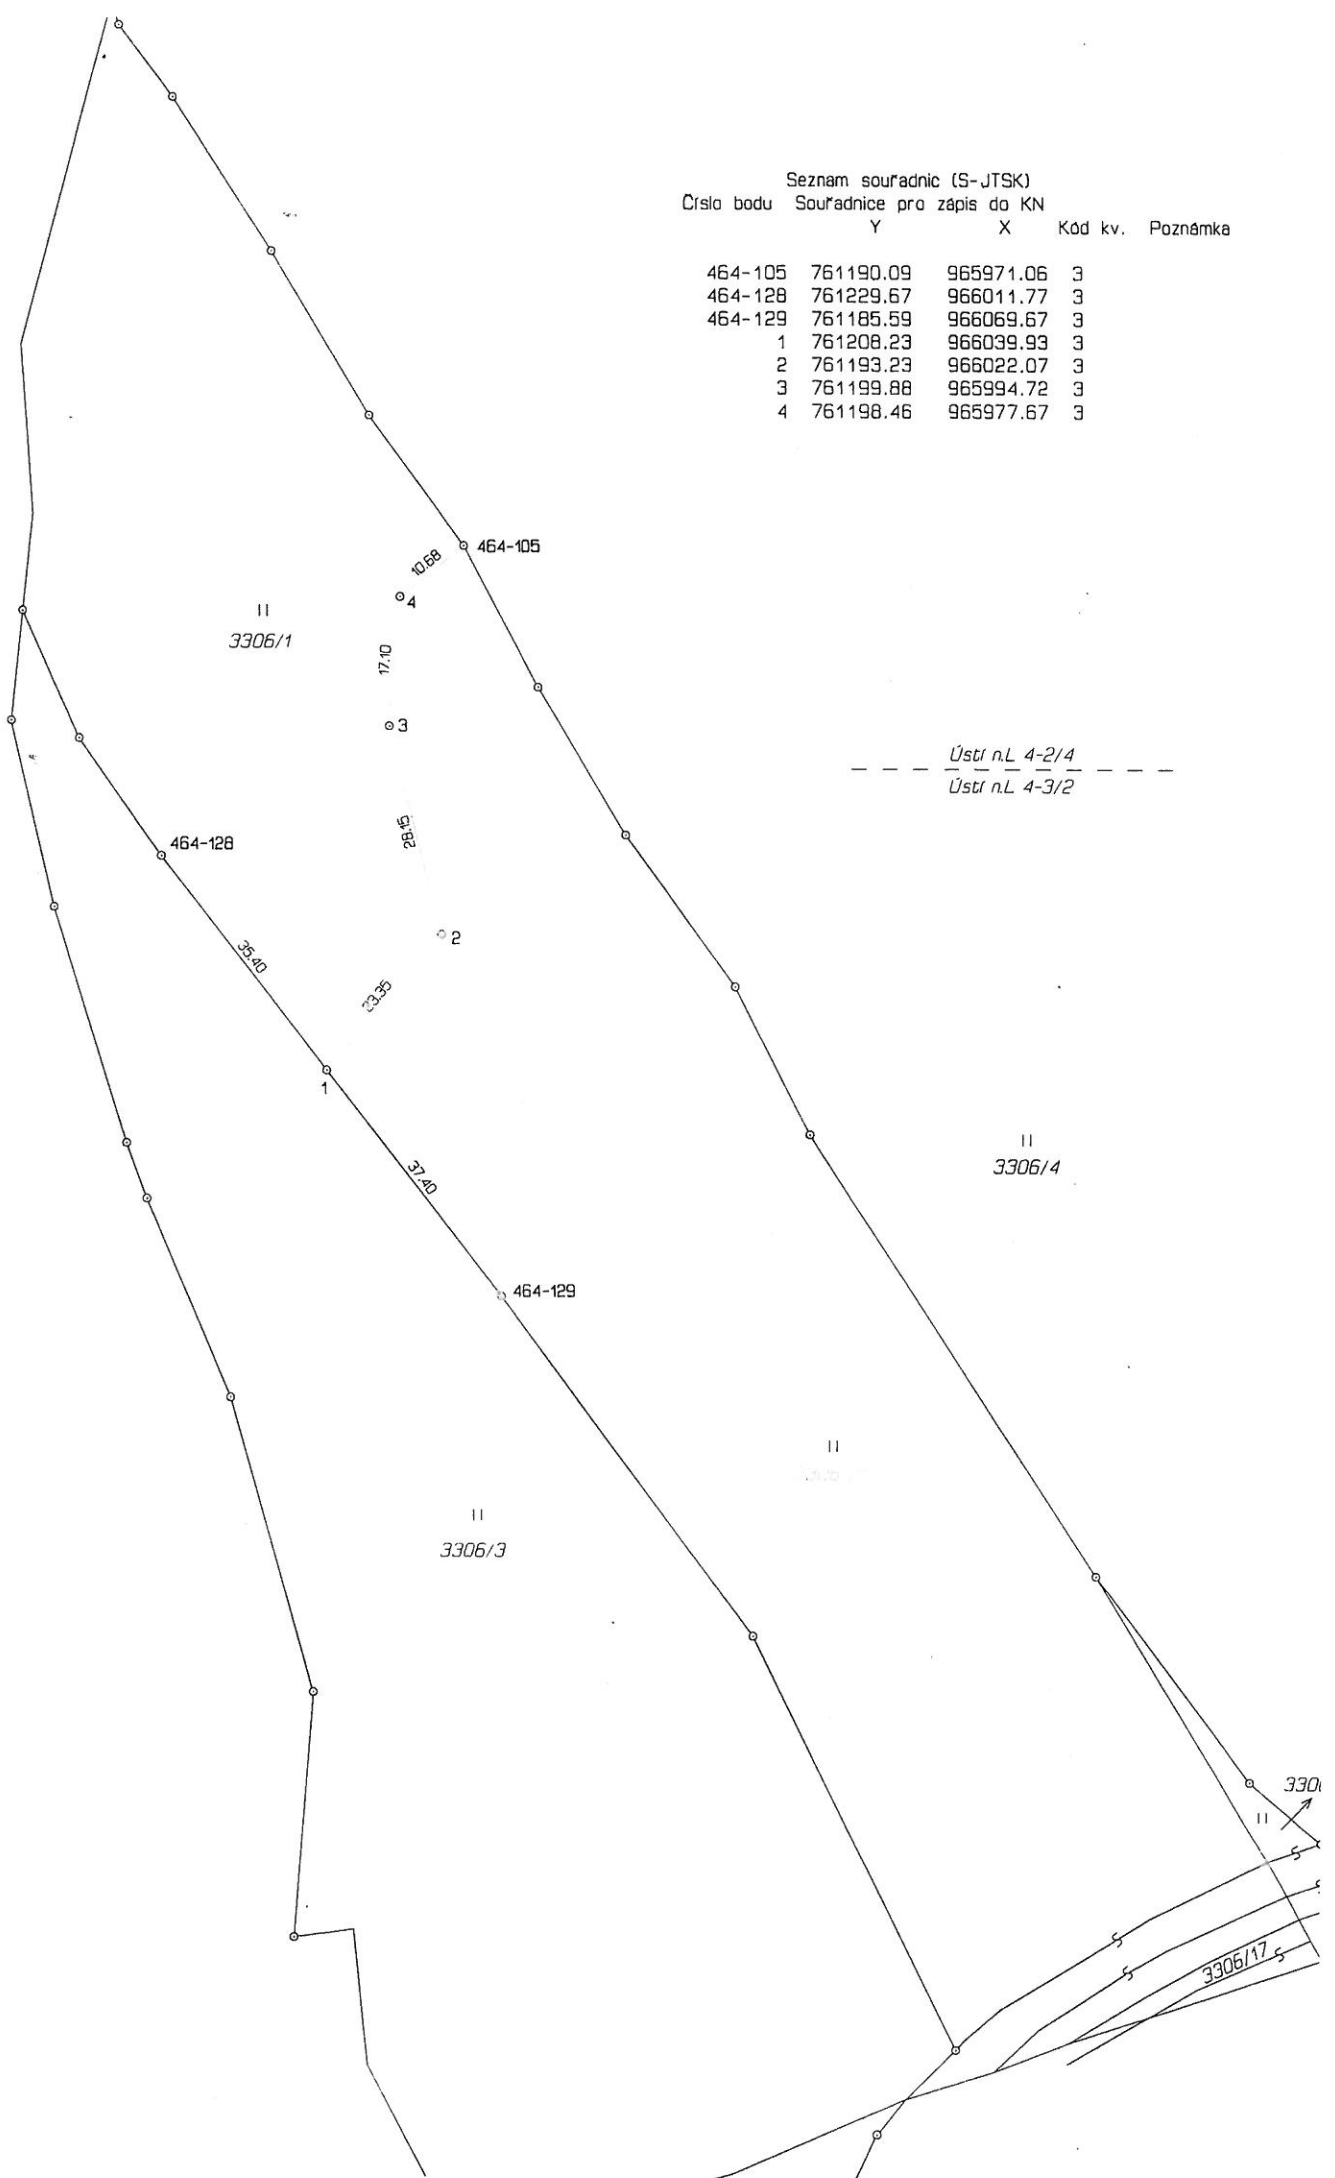 Seznam souřadnic (S-JTSK)
Číslo bodu Souřadnice pro zápis do KN
Y X Kód kv. Poznámka
464-105 761190.09 965971.06 3
464-128 761229.67 966011.77 3
464-129 761185.59 966069.67 3
1 761208.23 966039.93 3
2 761193.23 966022.07 3
3 761199.88 965994.72 3
4 761198.46 965977.67 3
464-105
10.68
4
3306/1
17.10
3
Ústí n.L. 4-2/4
Ústí n.L. 4-3/2
28.15
464-128
2
35.40
23.35
1
3306/4
37.40
464-129
3306/3
3306/17